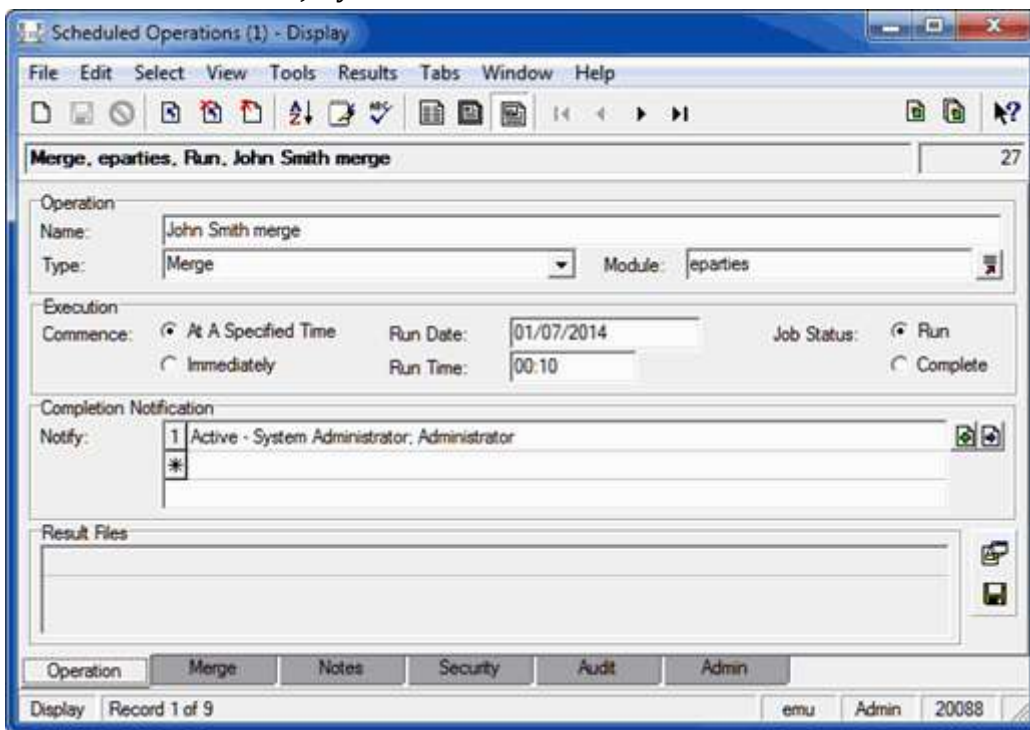 Scheduled Operations (1) - Display
File Edit Select View Tools Results Tabs Window Help
Merge, eparties, Run, John Smith merge 27
Operation
Name: John Smith merge
Type: Merge Module: eparties
Execution
Commence: At A Specified Time Run Date: 01/07/2014 Job Status: Run
Immediately Run Time: 00:10 Complete
Completion Notification
Notify: 1 Active - System Administrator; Administrator
*
Result Files
Operation Merge Notes Security Audit Admin
Display Record 1 of 9 emu Admin 20088